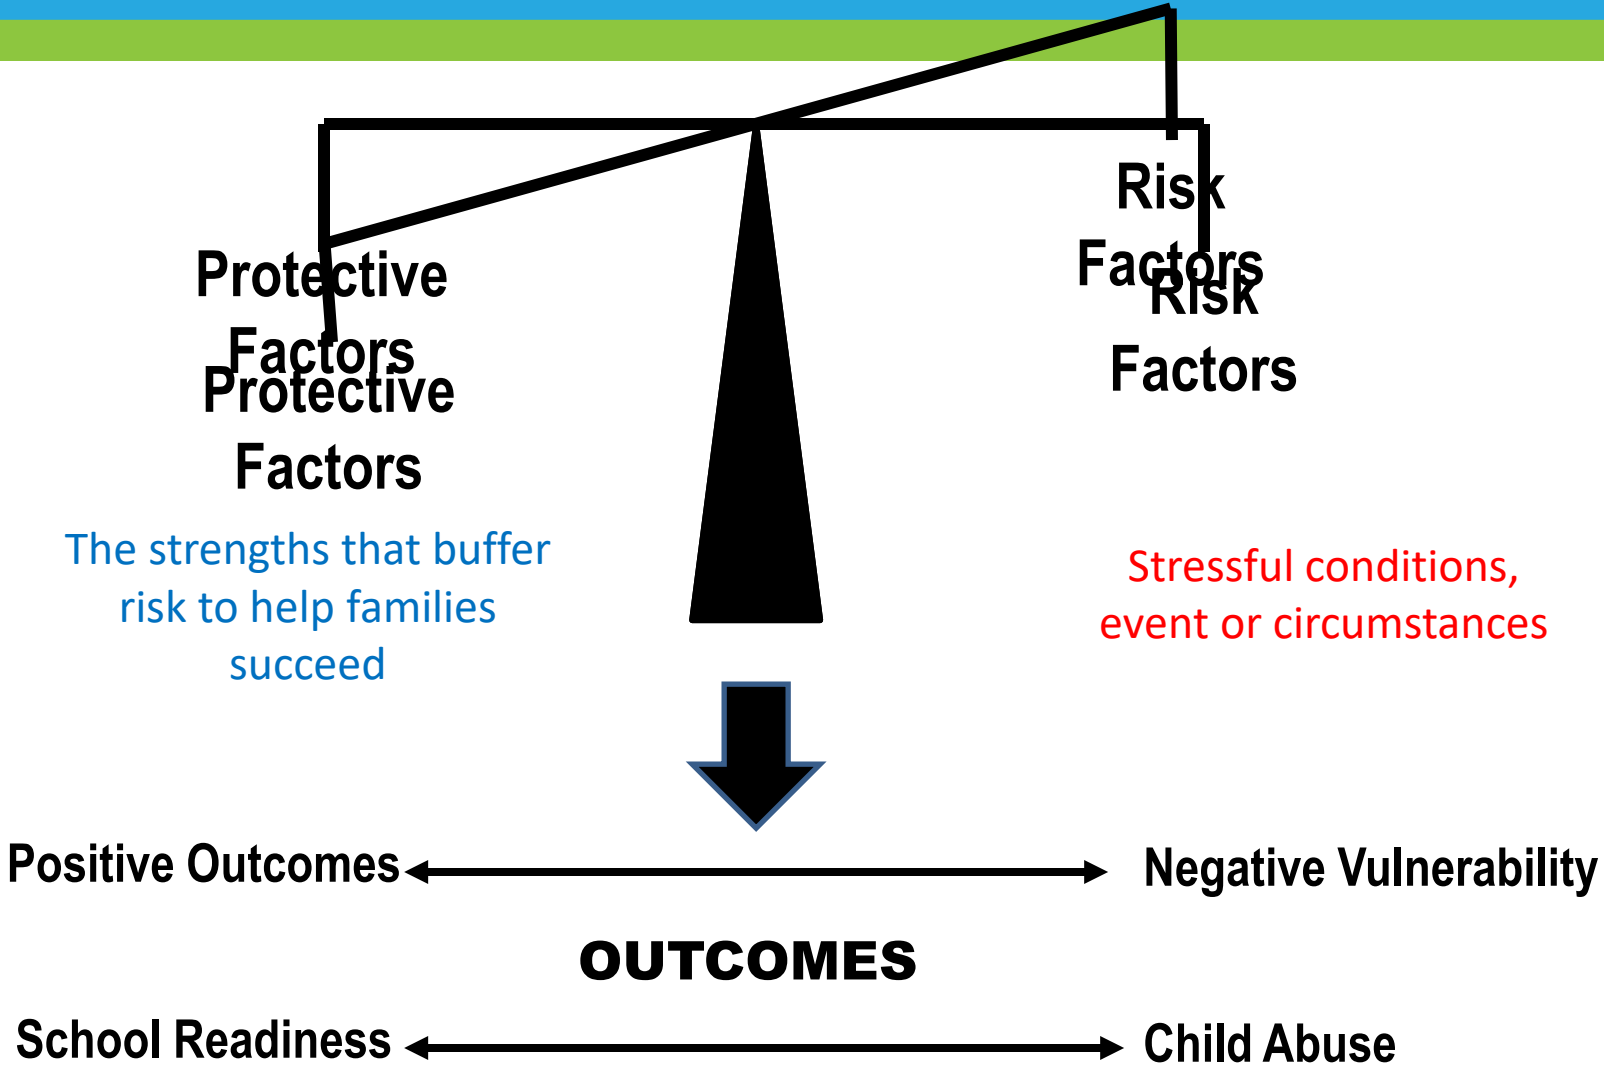 Risk
Factors
Risk
Factors
Protective
Factors
Protective
Factors
The strengths that buffer
risk to help families
succeed
Stressful conditions,
event or circumstances
Positive Outcomes
Negative Vulnerability
OUTCOMES
School Readiness
Child Abuse